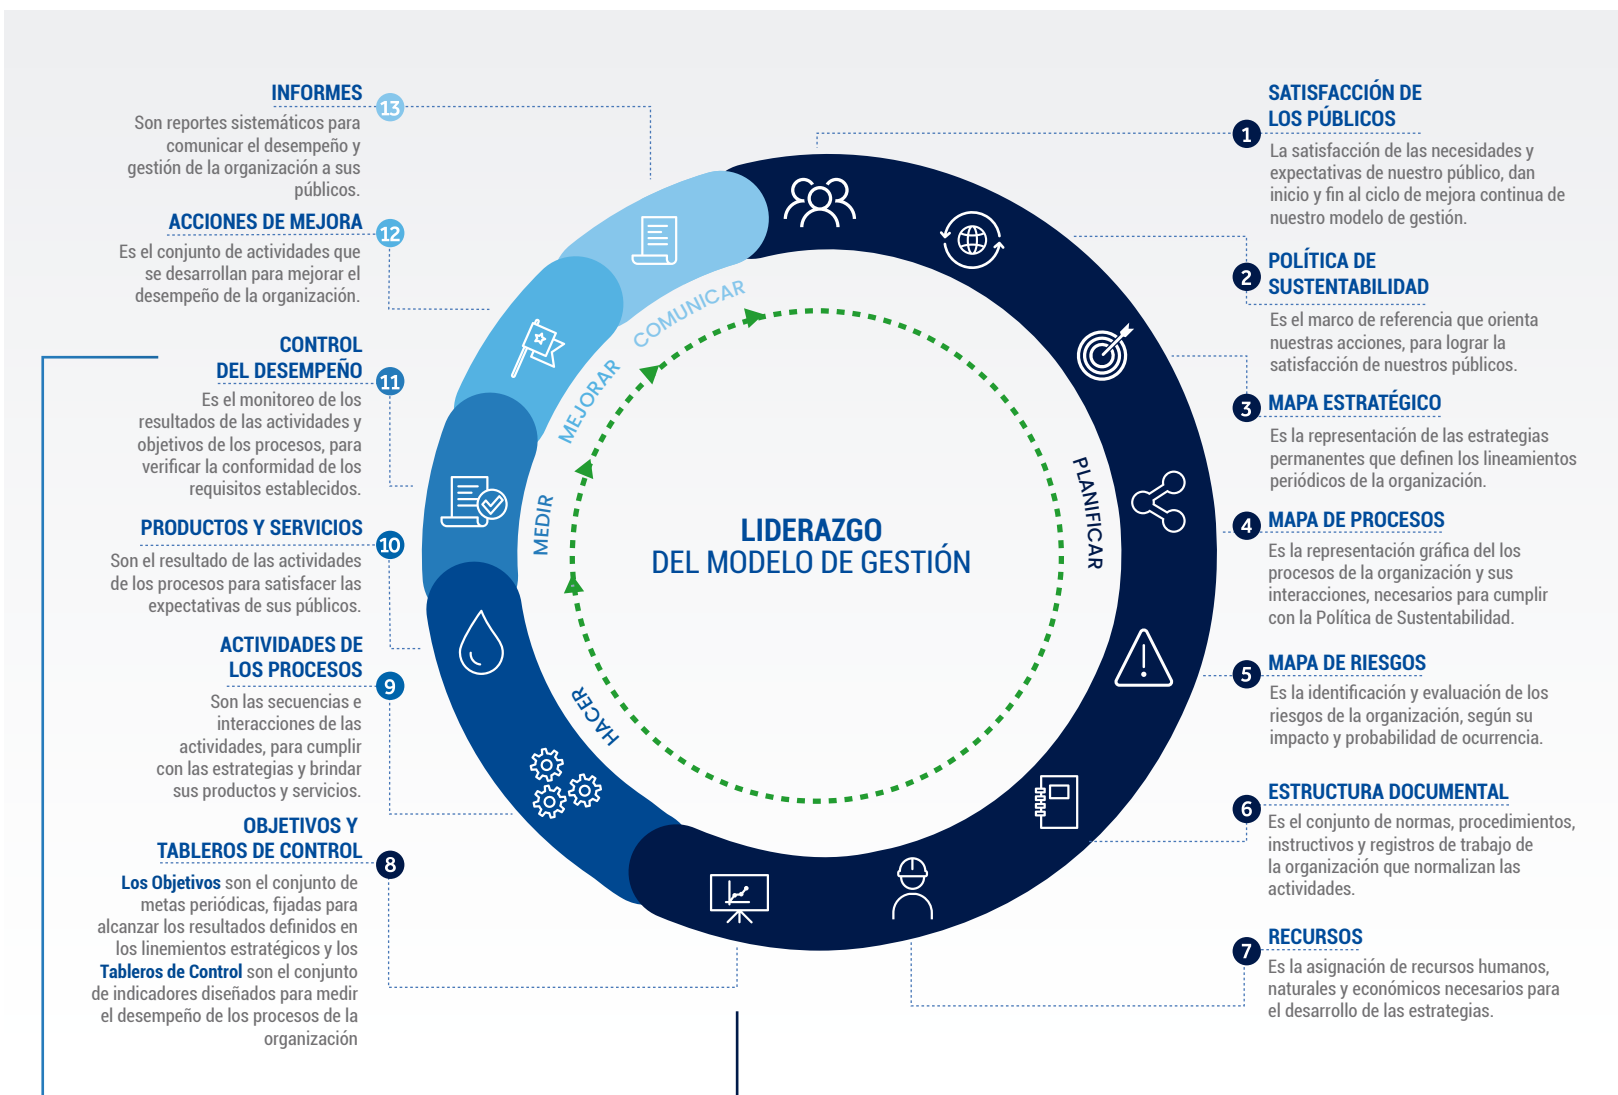 INFORMES
13
Son reportes sistemáticos para
comunicar el desempeño y
gestión de la organización a sus
públicos.
ACCIONES DE MEJORA
12
Es el conjunto de actividades que
se desarrollan para mejorar el
desempeño de la organización.
CONTROL
DEL DESEMPEÑO
11
Es el monitoreo de los
resultados de las actividades y
objetivos de los procesos, para
verificar la conformidad de los
requisitos establecidos.
PRODUCTOS Y SERVICIOS
10
Son el resultado de las actividades
de los procesos para satisfacer las
expectativas de sus públicos.
ACTIVIDADES DE
LOS PROCESOS
9
Son las secuencias e
interacciones de las
actividades, para cumplir
con las estrategias y brindar
sus productos y servicios.
OBJETIVOS Y
TABLEROS DE CONTROL
8
Los Objetivos son el conjunto de
metas periódicas, fijadas para
alcanzar los resultados definidos en
los linemientos estratégicos y los
Tableros de Control son el conjunto
de indicadores diseñados para medir
el desempeño de los procesos de la
organización
COMUNICAR
MEJORAR
MEDIR
HACER
PLANIFICAR
LIDERAZGO
DEL MODELO DE GESTIÓN
SATISFACCIÓN DE
LOS PÚBLICOS
1
La satisfacción de las necesidades y
expectativas de nuestro público, dan
inicio y fin al ciclo de mejora continua de
nuestro modelo de gestión.
POLÍTICA DE
SUSTENTABILIDAD
2
Es el marco de referencia que orienta
nuestras acciones, para lograr la
satisfacción de nuestros públicos.
3
MAPA ESTRATÉGICO
Es la representación de las estrategias
permanentes que definen los lineamientos
periódicos de la organización.
4
MAPA DE PROCESOS
Es la representación gráfica del los
procesos de la organización y sus
interacciones, necesarios para cumplir
con la Política de Sustentabilidad.
5
MAPA DE RIESGOS
Es la identificación y evaluación de los
riesgos de la organización, según su
impacto y probabilidad de ocurrencia.
6
ESTRUCTURA DOCUMENTAL
Es el conjunto de normas, procedimientos,
instructivos y registros de trabajo de
la organización que normalizan las
actividades.
7
RECURSOS
Es la asignación de recursos humanos,
naturales y económicos necesarios para
el desarrollo de las estrategias.